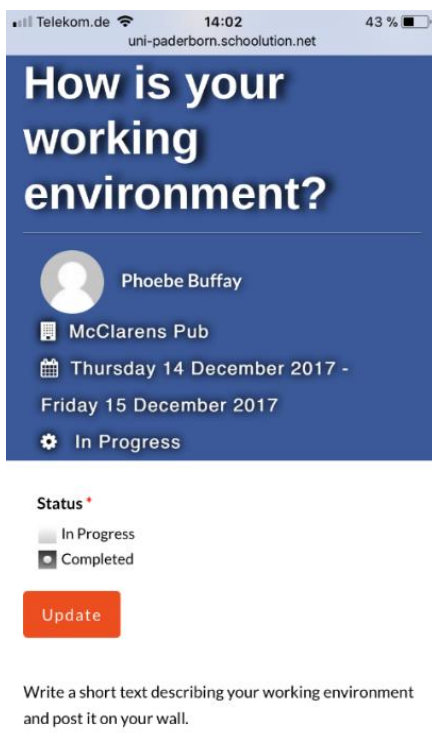 Telekom.de 14:02 43 %
uni-paderborn.schoolution.net
How is your
working
environment?
Phoebe Buffay
McClarens Pub
Thursday 14 December 2017 -
Friday 15 December 2017
In Progress
Status *
In Progress
Completed
Update
Write a short text describing your working environment
and post it on your wall.